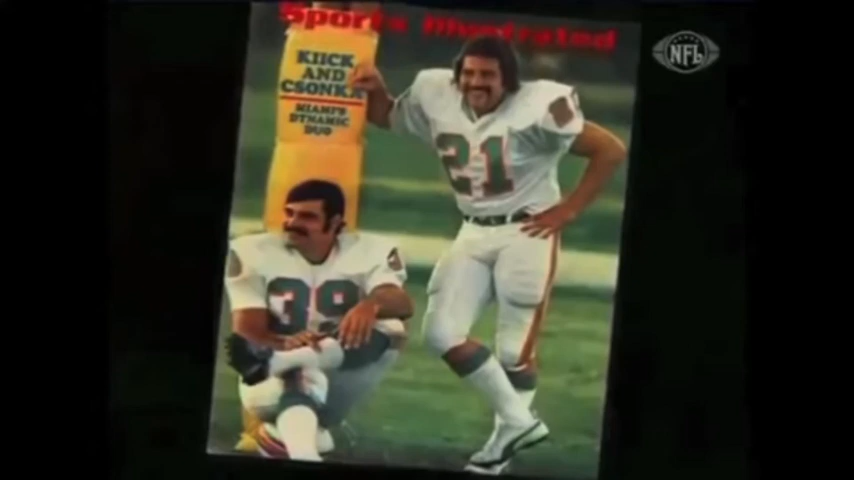 Sports Illustrated
NFL
KIICK
AND
CSONKA
MIAMI'S
DYNAMIC
DUO
21
39